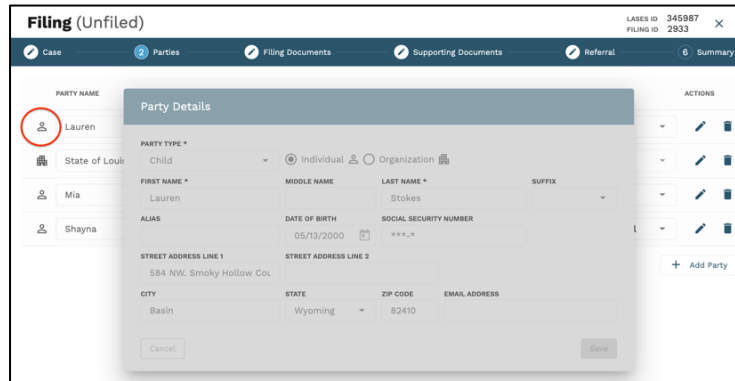 Filing (Unfiled)
LASES ID 345987
FILING ID 2933
Case
2 Parties
Filing Documents
Supporting Documents
Referral
6 Summary
PARTY NAME
ACTIONS
Party Details
Lauren
PARTY TYPE *
Child
Individual
Organization
State of Loui
FIRST NAME *
MIDDLE NAME
LAST NAME *
SUFFIX
Lauren
Stokes
Mia
ALIAS
DATE OF BIRTH
SOCIAL SECURITY NUMBER
Shayna
05/13/2000
***-*
STREET ADDRESS LINE 1
STREET ADDRESS LINE 2
584 NW. Smoky Hollow Cou
+ Add Party
CITY
STATE
ZIP CODE
EMAIL ADDRESS
Basin
Wyoming
82410
Cancel
Save